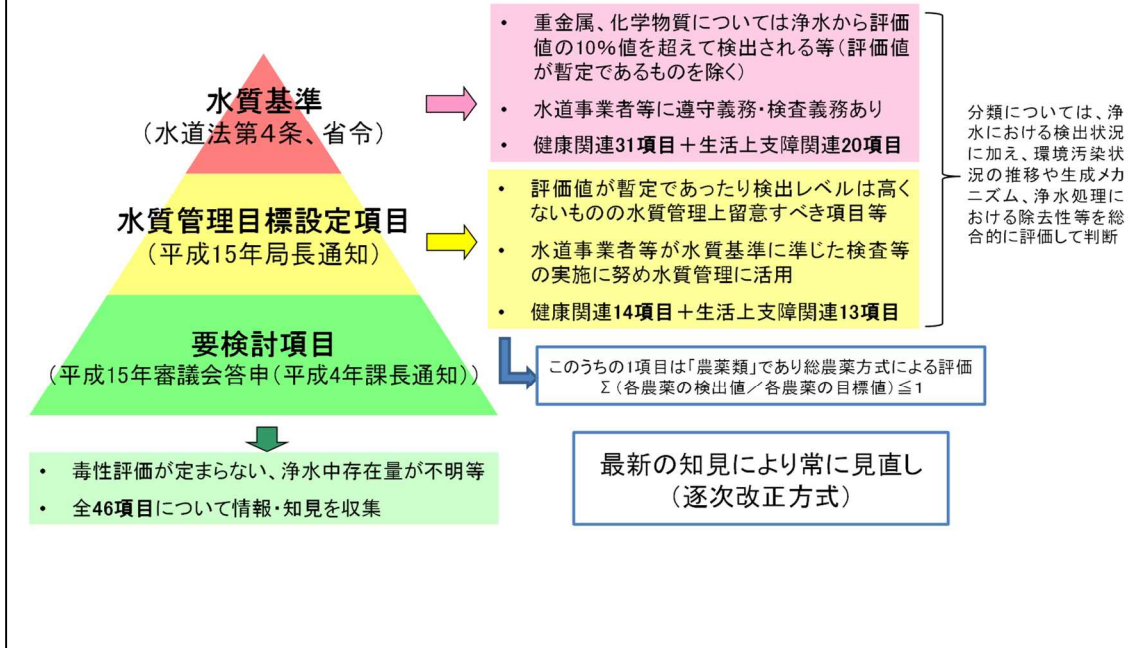 水質基準
(水道法第4条、省令)
水質管理目標設定項目
(平成15年局長通知)
要検討項目
(平成15年審議会答申(平成4年課長通知))
• 重金属、化学物質については浄水から評価
値の10%値を超えて検出される等(評価値
が暫定であるものを除く)
• 水道事業者等に遵守義務・検査義務あり
• 健康関連31項目+生活上支障関連20項目
• 評価値が暫定であったり検出レベルは高く
ないものの水質管理上留意すべき項目等
• 水道事業者等が水質基準に準じた検査等
の実施に努め水質管理に活用
• 健康関連14項目+生活上支障関連13項目
分類については、浄
水における検出状況
に加え、環境汚染状
況の推移や生成メカ
ニズム、浄水処理に
おける除去性等を総
合的に評価して判断
このうちの1項目は「農薬類」であり総農薬方式による評価
Σ(各農薬の検出値/各農薬の目標値)≦1
• 毒性評価が定まらない、浄水中存在量が不明等
• 全46項目について情報・知見を収集
最新の知見により常に見直し
(逐次改正方式)